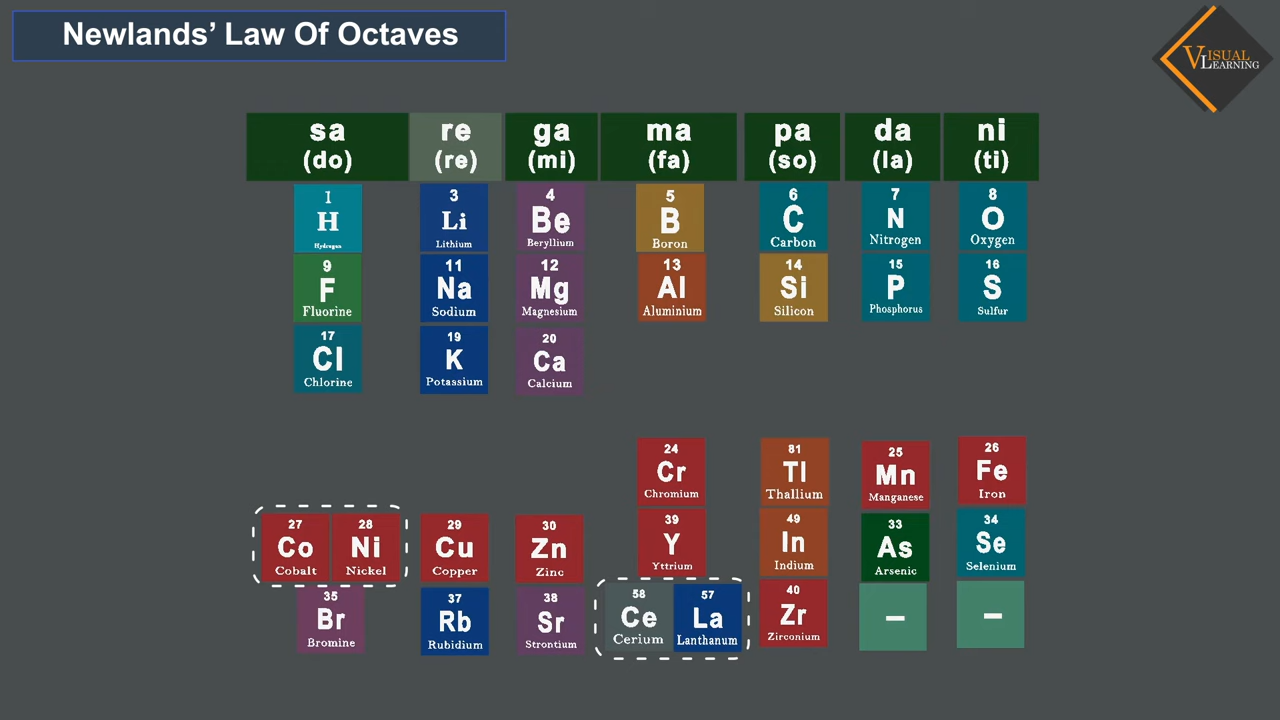 Newlands’ Law Of Octaves
VISUAL
LEARNING
sa re ga ma pa da ni
(do) (re) (mi) (fa) (so) (la) (ti)
1 3 4 5 6 7 8
H Li Be B C N O
Hydrogen Lithium Beryllium Boron Carbon Nitrogen Oxygen
9 11 12 13 14 15 16
F Na Mg Al Si P S
Fluorine Sodium Magnesium Aluminium Silicon Phosphorus Sulfur
17 19 20
Cl K Ca
Chlorine Potassium Calcium
24 81 25 26
Cr Tl Mn Fe
Chromium Thallium Manganese Iron
27 28 29 30 39 49 33 34
Co Ni Cu Zn Y In As Se
Cobalt Nickel Copper Zinc Yttrium Indium Arsenic Selenium
35 37 38 58 57 40
Br Rb Sr Ce La Zr – –
Bromine Rubidium Strontium Cerium Lanthanum Zirconium